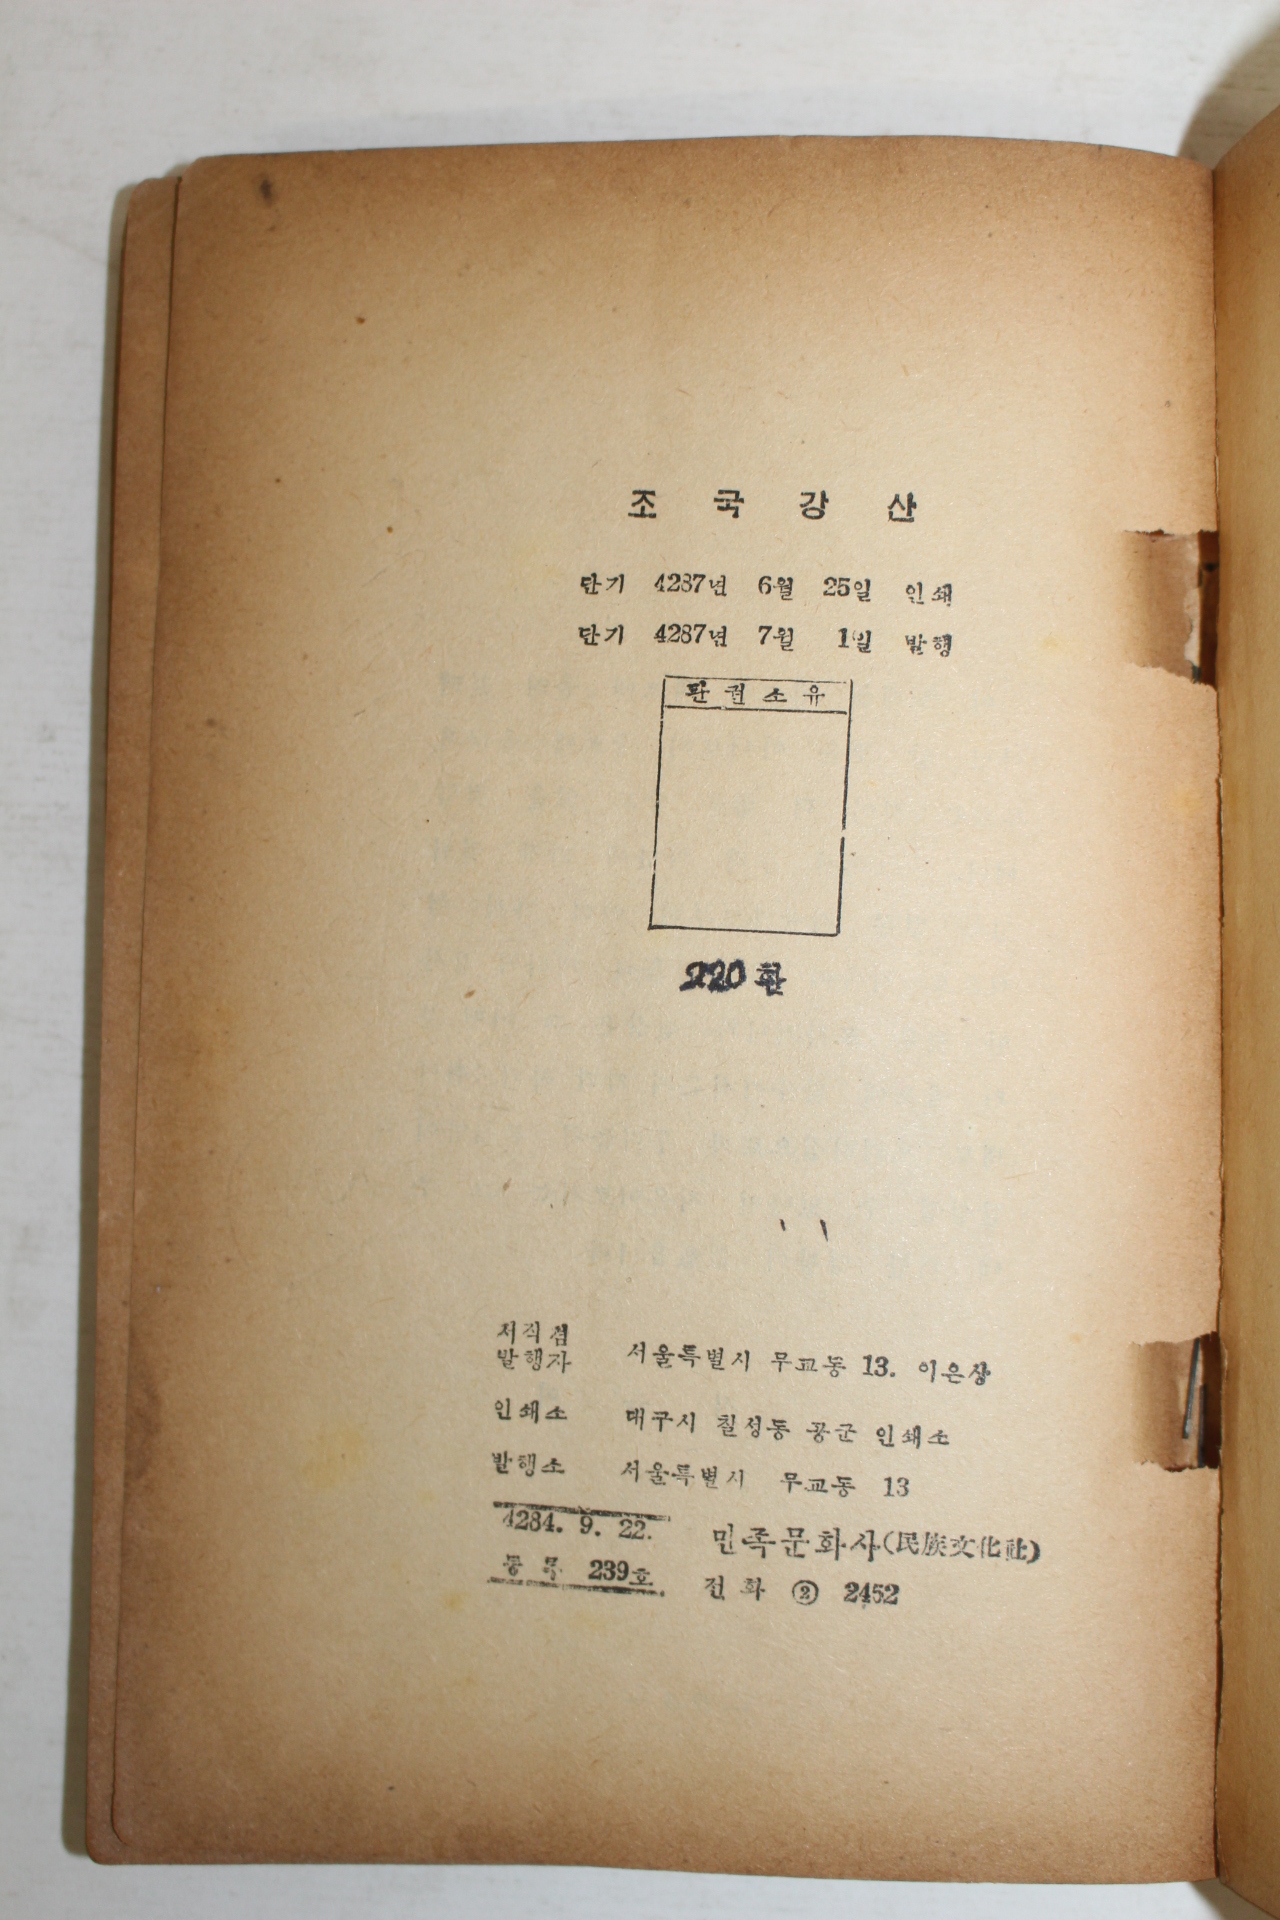 조 국 강 산
단기 4287년 6월 25일 인쇄
단기 4287년 7월 1일 발행
판 권 소 유
220 환
저작겸
발행자 서울특별시 무교동 13. 이은상
인쇄소 대구시 칠성동 공군 인쇄소
발행소 서울특별시 무교동 13
4284. 9. 22. 민족문화사(民族文化社)
등 록 239호 전화 ② 2452